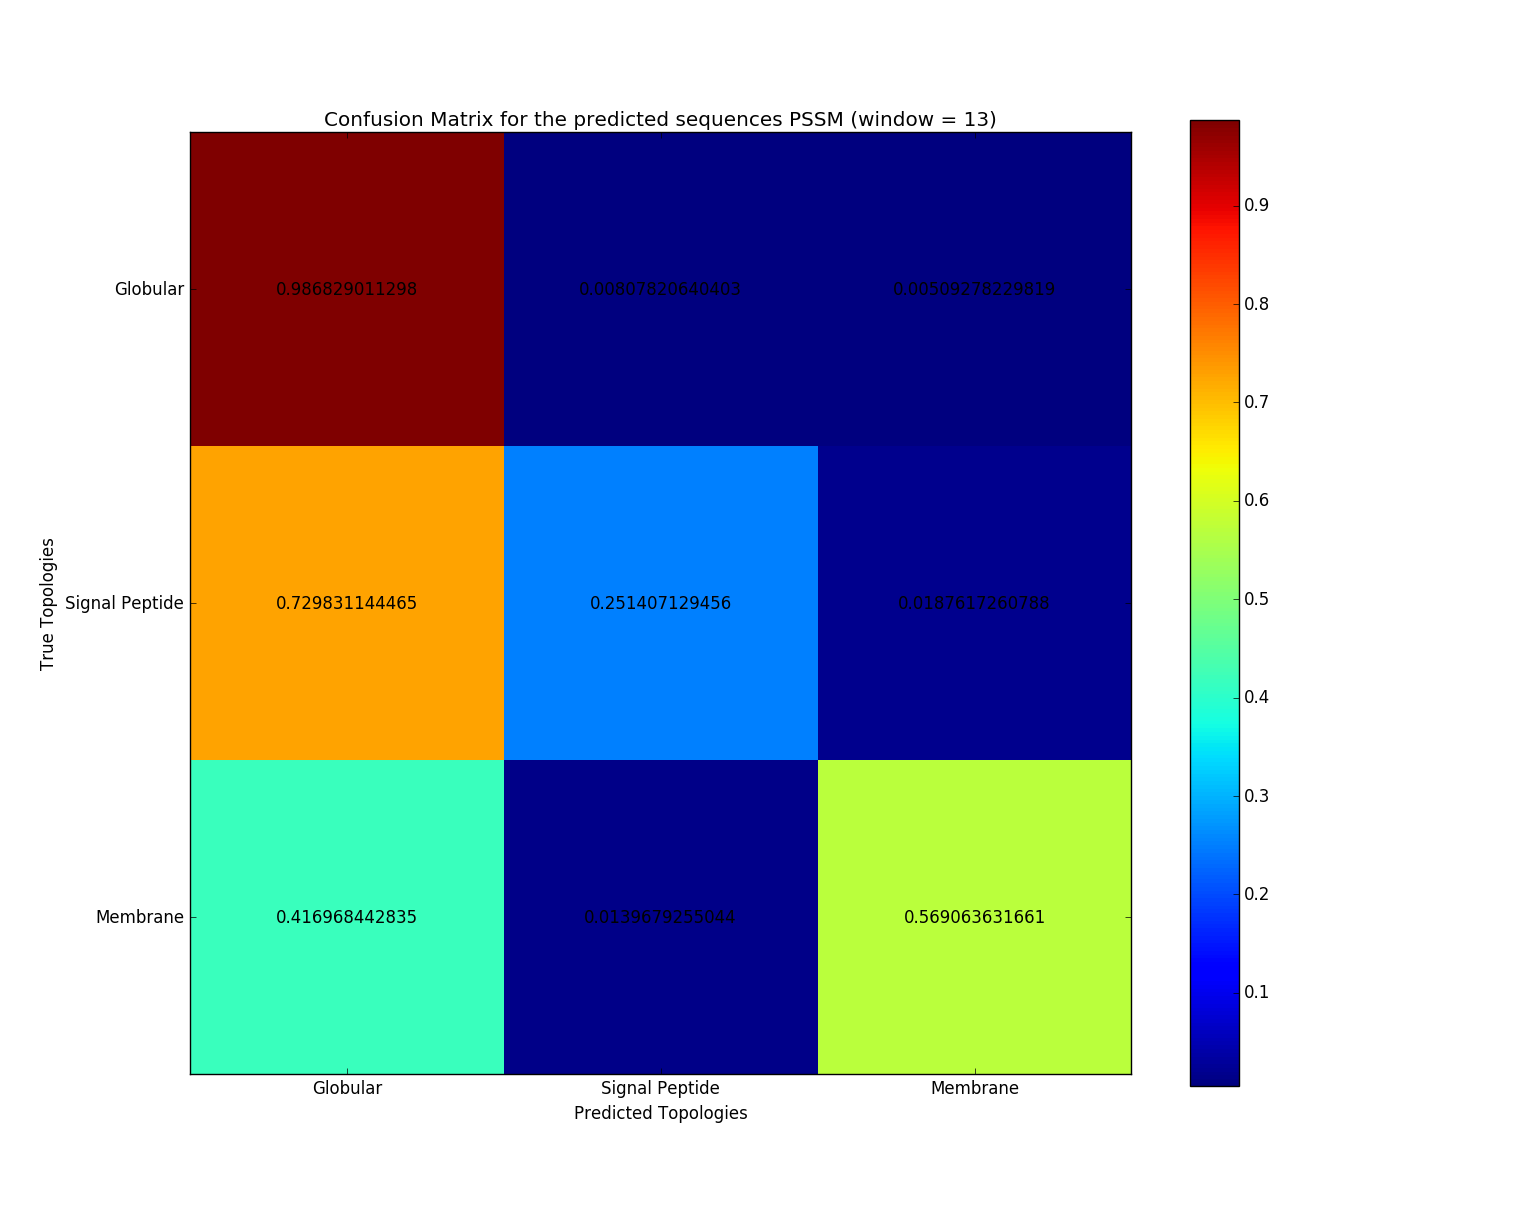 Confusion Matrix for the predicted sequences PSSM (window = 13)
Globular
0.986829011298
0.00807820640403
0.00509278229819
Signal Peptide
0.729831144465
0.251407129456
0.0187617260788
Membrane
0.416968442835
0.0139679255044
0.569063631661
True Topologies
Globular
Signal Peptide
Membrane
Predicted Topologies
0.9
0.8
0.7
0.6
0.5
0.4
0.3
0.2
0.1